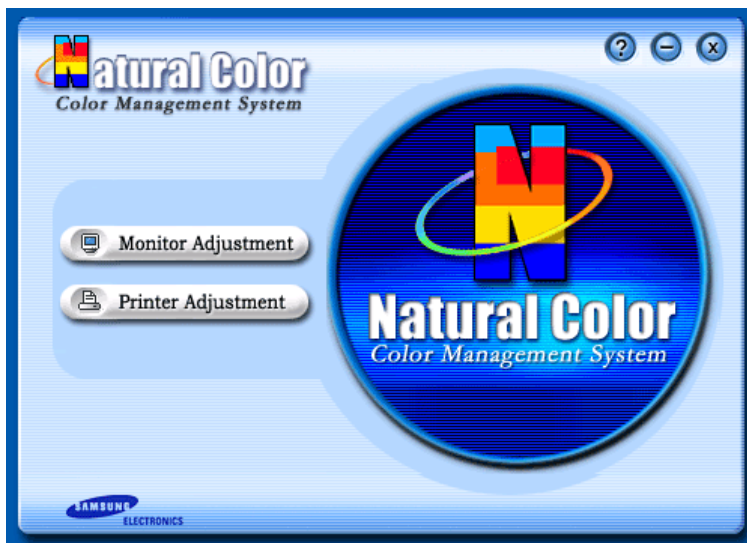 Natural Color
Color Management System
?
−
x
Monitor Adjustment
Printer Adjustment
N
Natural Color
Color Management System
SAMSUNG
ELECTRONICS